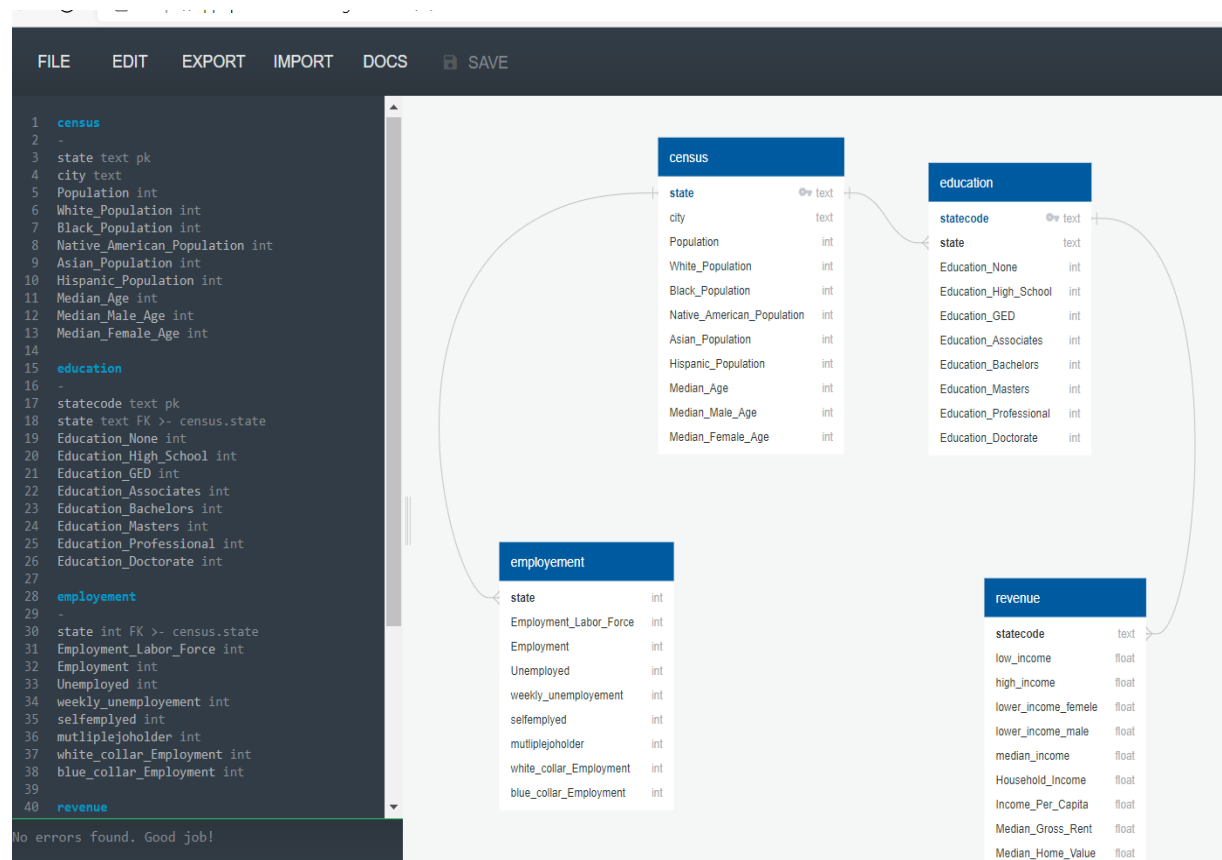 FILE EDIT EXPORT IMPORT DOCS SAVE
1 census
2 -
3 state text pk
4 city text
5 Population int
6 White_Population int
7 Black_Population int
8 Native_American_Population int
9 Asian_Population int
10 Hispanic_Population int
11 Median_Age int
12 Median_Male_Age int
13 Median_Female_Age int
14
15 education
16 -
17 statecode text pk
18 state text FK >- census.state
19 Education_None int
20 Education_High_School int
21 Education_GED int
22 Education_Associates int
23 Education_Bachelors int
24 Education_Masters int
25 Education_Professional int
26 Education_Doctorate int
27
28 employement
29 -
30 state int FK >- census.state
31 Employment_Labor_Force int
32 Employment int
33 Unemployed int
34 weekly_unemployement int
35 selfemplyed int
36 mutliplejoholder int
37 white_collar_Employment int
38 blue_collar_Employment int
39
40 revenue
No errors found. Good job!
census
state text
city text
Population int
White_Population int
Black_Population int
Native_American_Population int
Asian_Population int
Hispanic_Population int
Median_Age int
Median_Male_Age int
Median_Female_Age int
education
statecode text
state text
Education_None int
Education_High_School int
Education_GED int
Education_Associates int
Education_Bachelors int
Education_Masters int
Education_Professional int
Education_Doctorate int
employement
state int
Employment_Labor_Force int
Employment int
Unemployed int
weekly_unemployement int
selfemplyed int
mutliplejoholder int
white_collar_Employment int
blue_collar_Employment int
revenue
statecode text
low_income float
high_income float
lower_income_femele float
lower_income_male float
median_income float
Household_Income float
Income_Per_Capita float
Median_Gross_Rent float
Median_Home_Value float